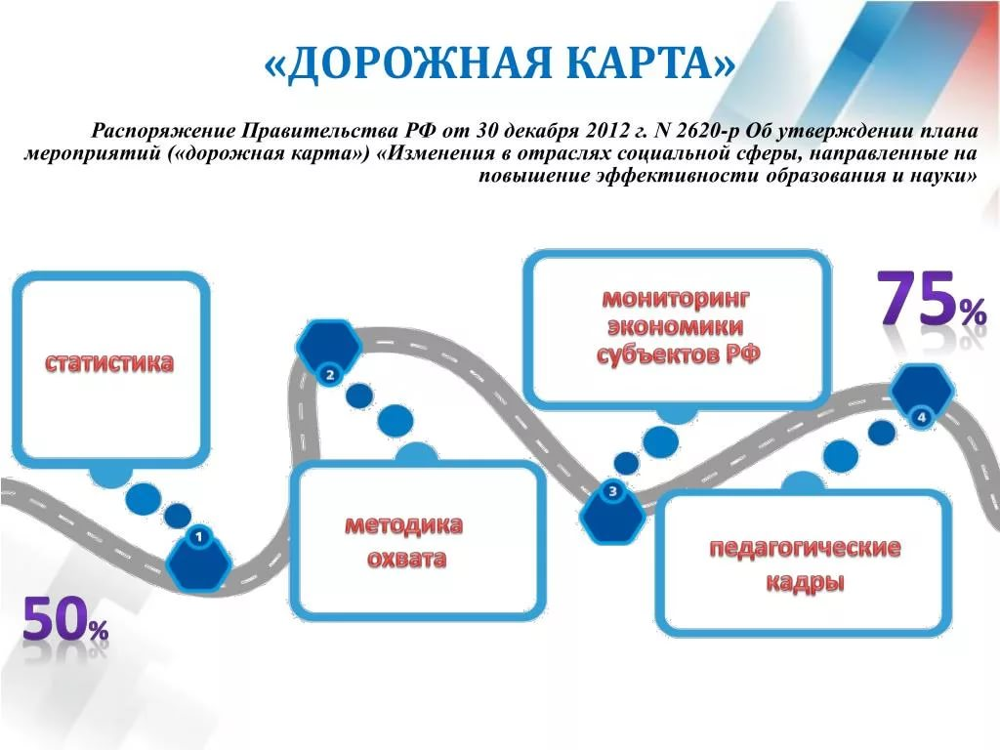 «ДОРОЖНАЯ КАРТА»
Распоряжение Правительства РФ от 30 декабря 2012 г. N 2620-р Об утверждении плана
мероприятий («дорожная карта») «Изменения в отраслях социальной сферы, направленные на
повышение эффективности образования и науки»
статистика
1
50%
2
методика
охвата
мониторинг
экономики
субъектов РФ
3
75%
4
педагогические
кадры